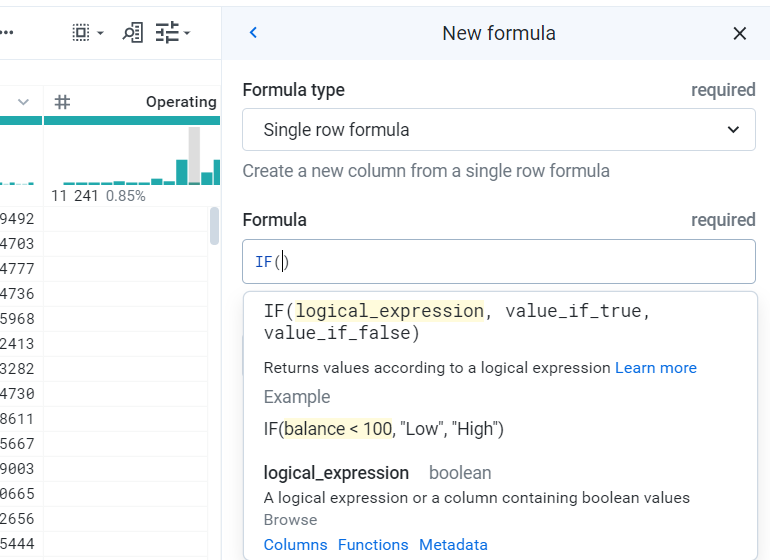 New formula
# Operating
11 241 0.85%
9492
4703
4777
4736
5968
2413
3282
4730
8611
5667
9003
0665
2656
5444
Formula type required
Single row formula
Create a new column from a single row formula
Formula required
IF()
IF(logical_expression, value_if_true,
value_if_false)
Returns values according to a logical expression Learn more
Example
IF(balance < 100, "Low", "High")
logical_expression boolean
A logical expression or a column containing boolean values
Browse
Columns Functions Metadata